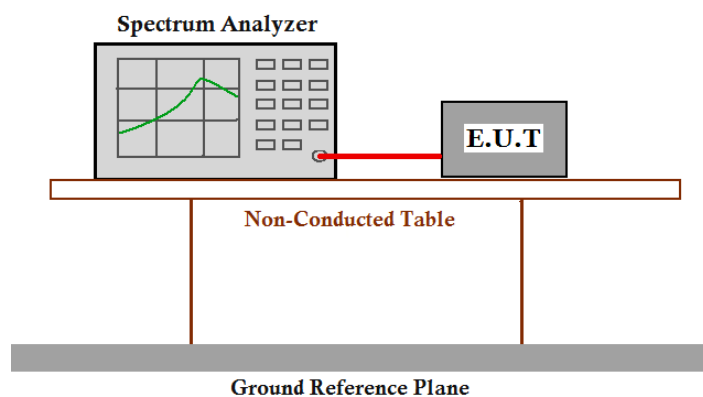 Spectrum Analyzer
E.U.T
Non-Conducted Table
Ground Reference Plane